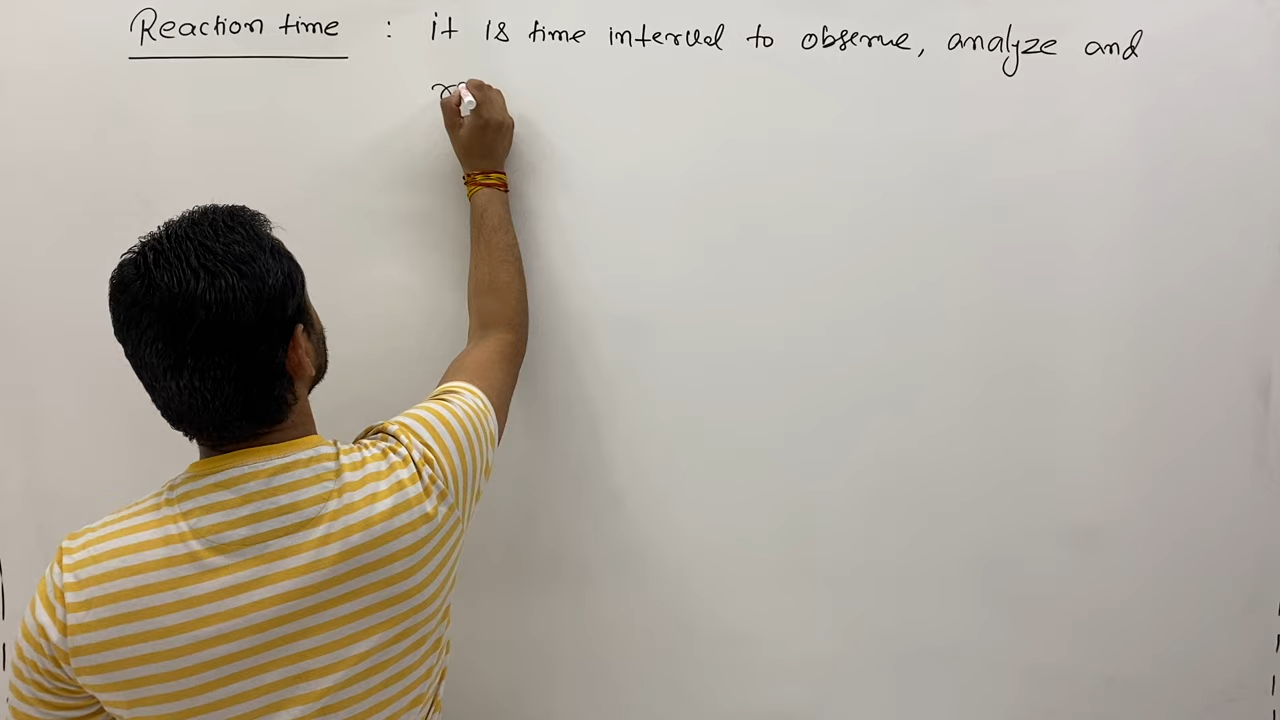 Reaction time : it is time interval to observe, analyze and